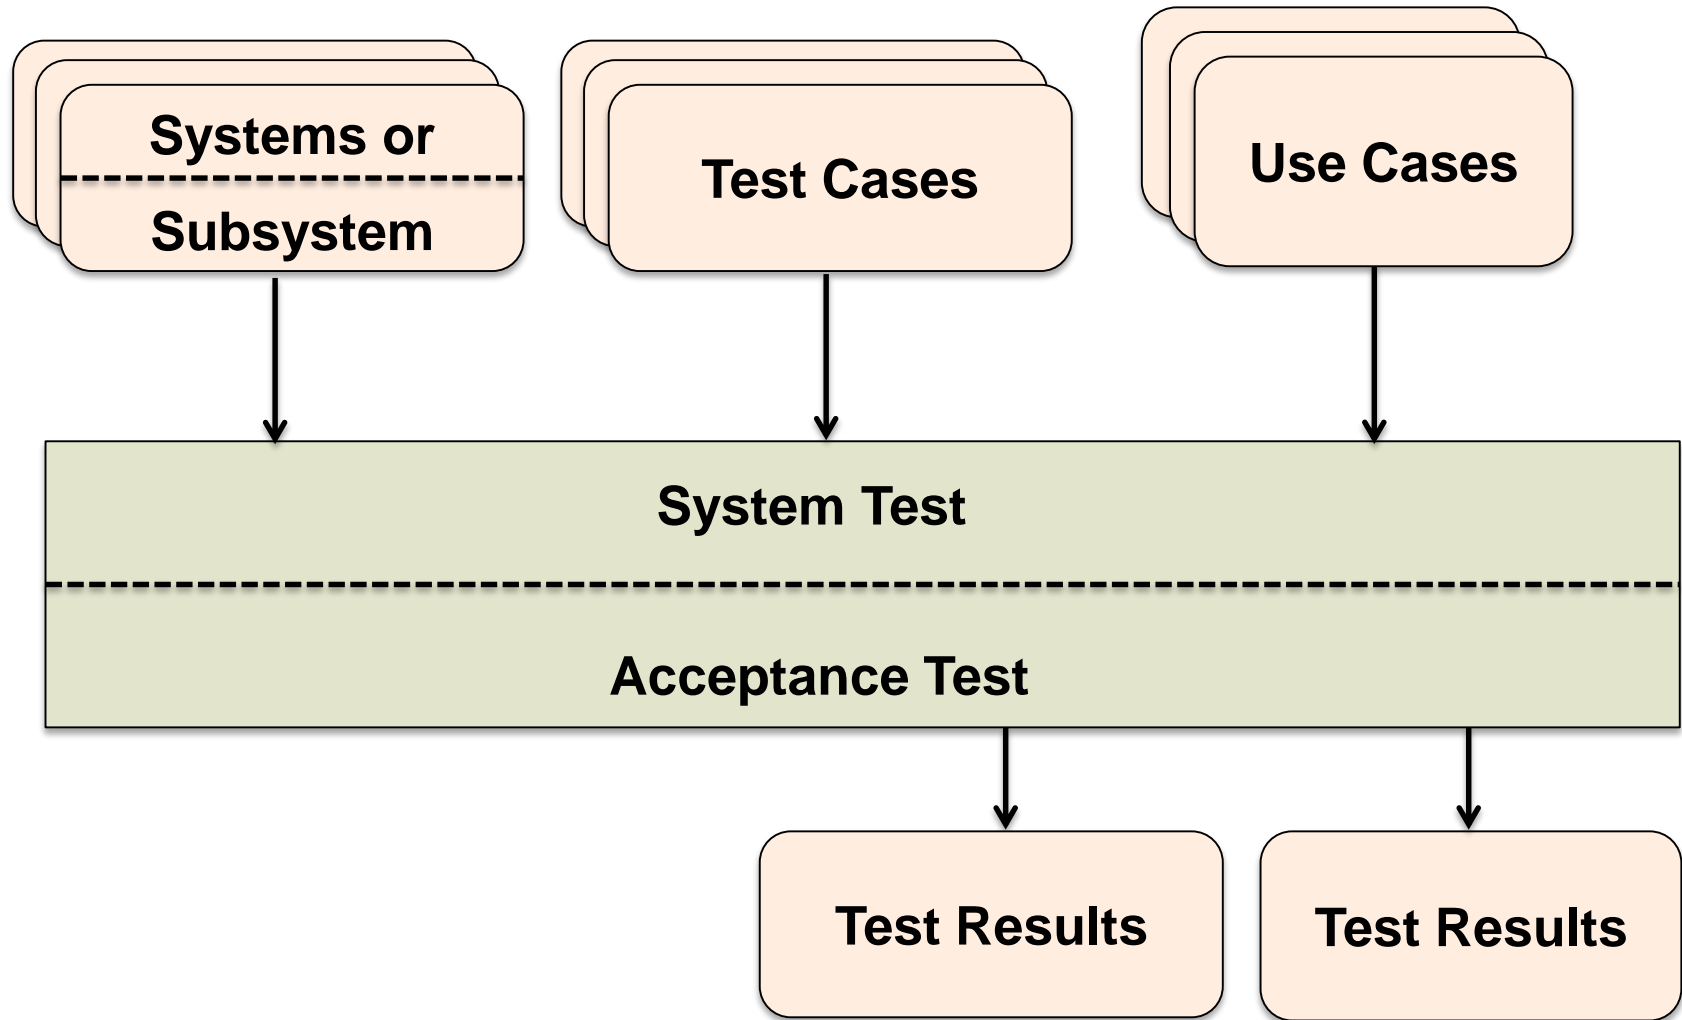 Systems or
Subsystem
Test Cases
Use Cases
System Test
Acceptance Test
Test Results
Test Results